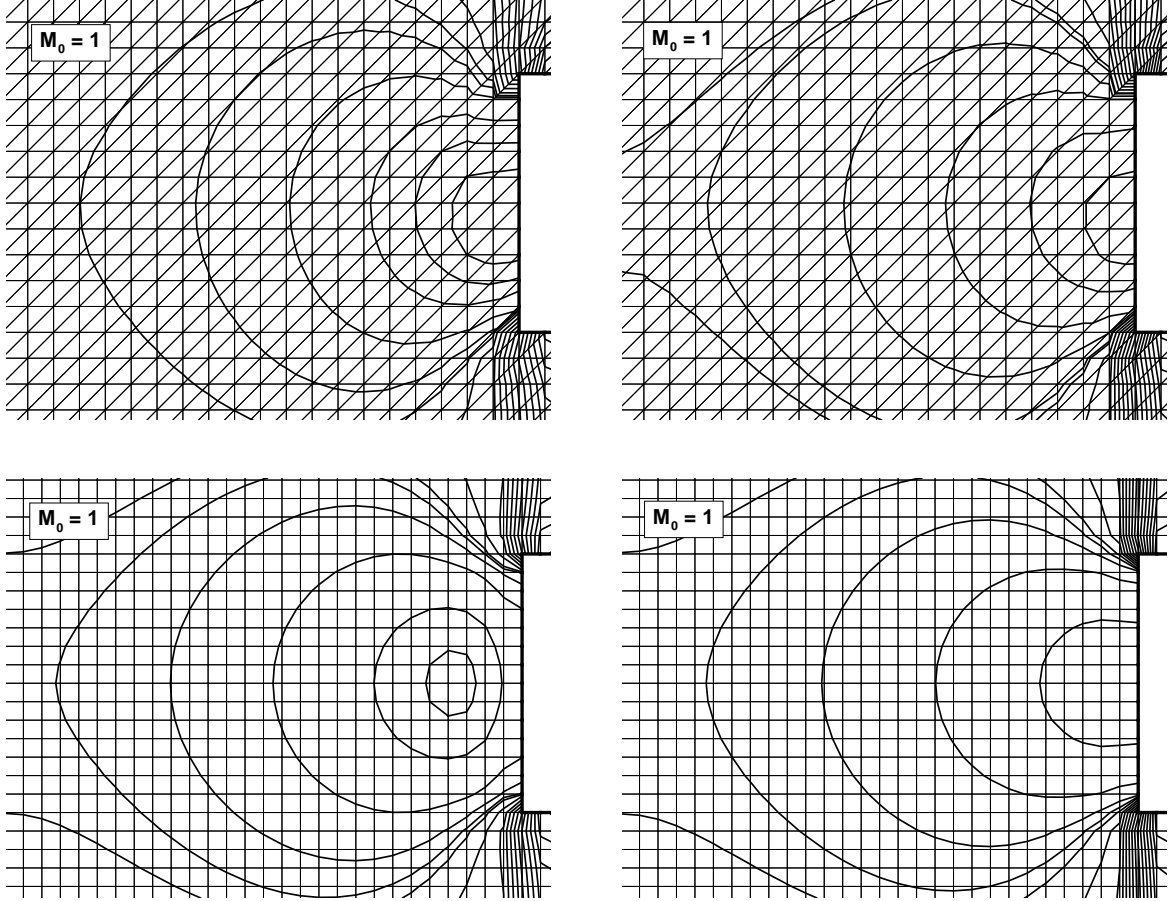 M₀ = 1
M₀ = 1
M₀ = 1
M₀ = 1